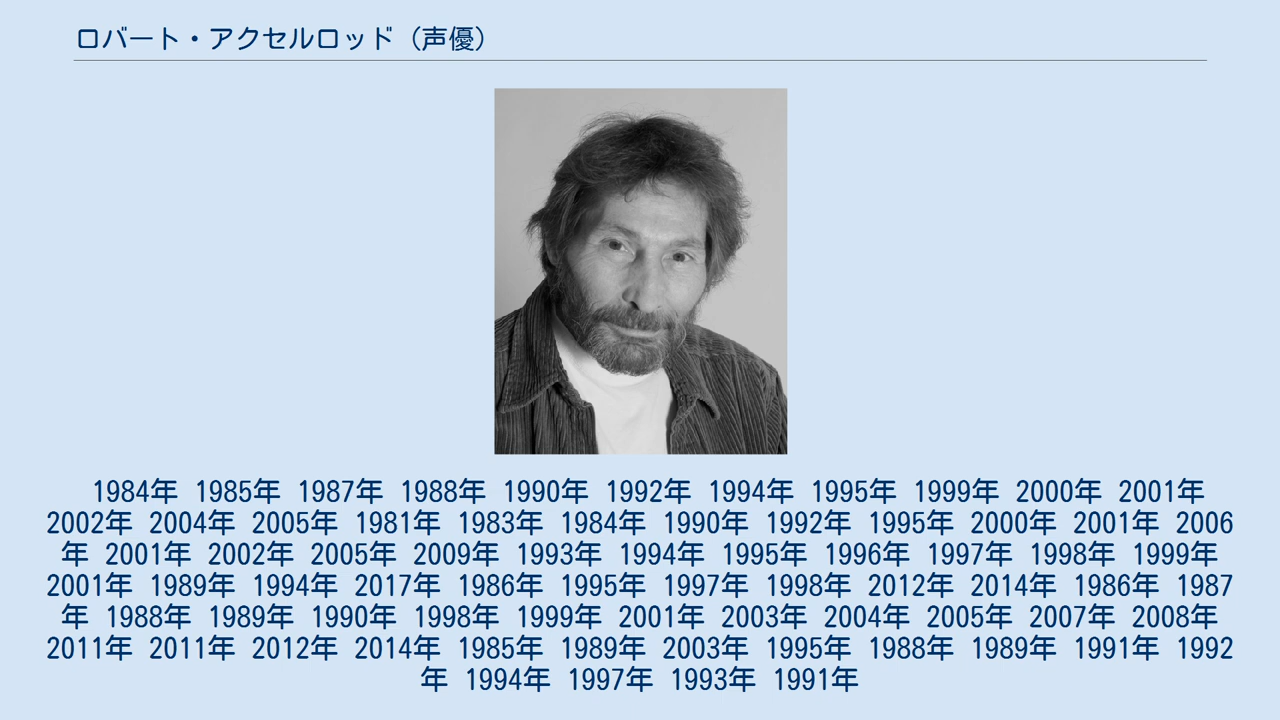 ロバート・アクセルロッド（声優）
1984年 1985年 1987年 1988年 1990年 1992年 1994年 1995年 1999年 2000年 2001年
2002年 2004年 2005年 1981年 1983年 1984年 1990年 1992年 1995年 2000年 2001年 2006
年 2001年 2002年 2005年 2009年 1993年 1994年 1995年 1996年 1997年 1998年 1999年
2001年 1989年 1994年 2017年 1986年 1995年 1997年 1998年 2012年 2014年 1986年 1987
年 1988年 1989年 1990年 1998年 1999年 2001年 2003年 2004年 2005年 2007年 2008年
2011年 2011年 2012年 2014年 1985年 1989年 2003年 1995年 1988年 1989年 1991年 1992
年 1994年 1997年 1993年 1991年